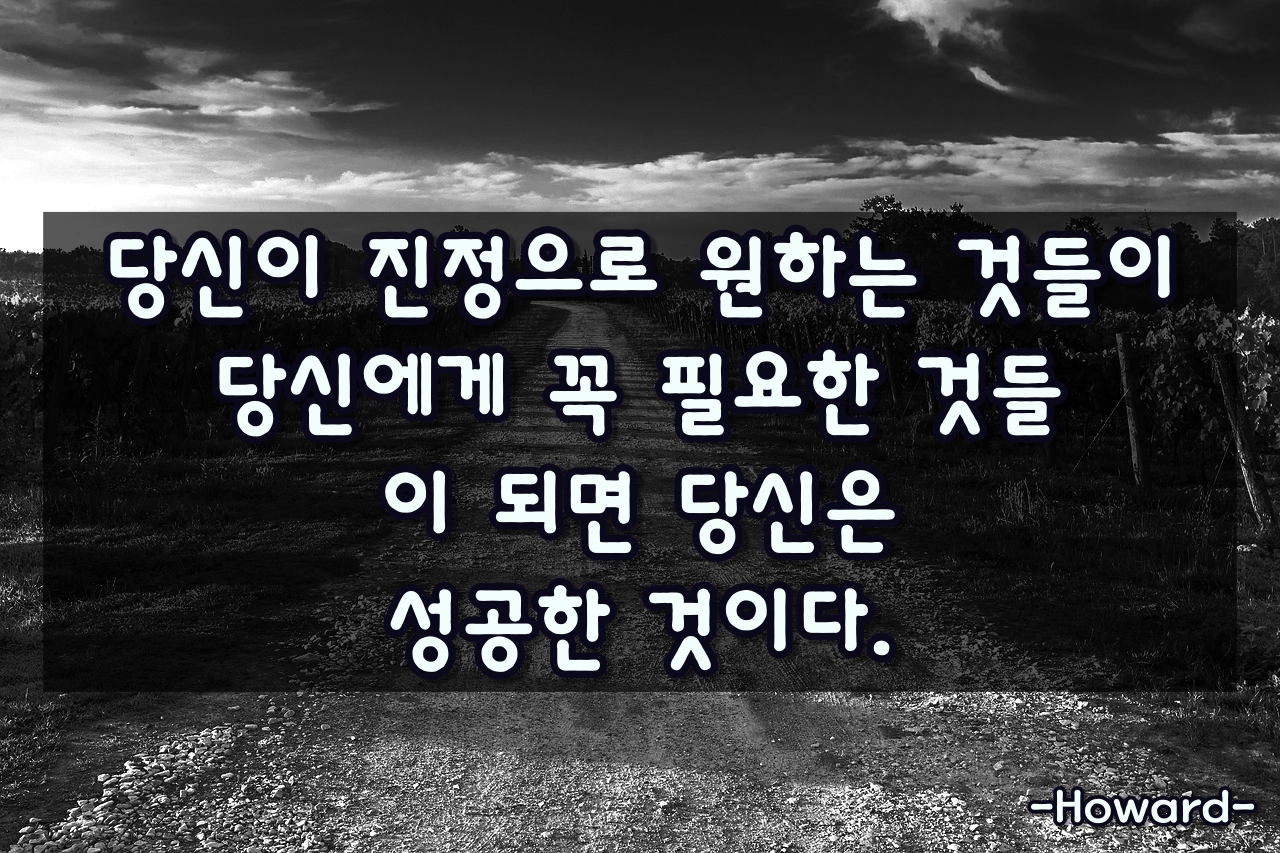 당신이 진정으로 원하는 것들이
당신에게 꼭 필요한 것들
이 되면 당신은
성공한 것이다.
-Howard-